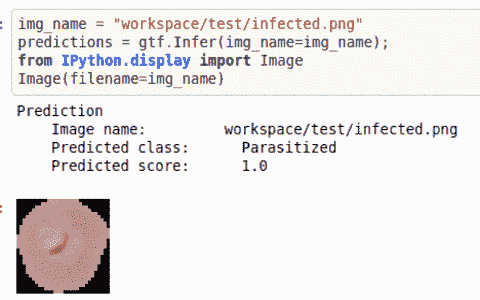 img_name = "workspace/test/infected.png"
predictions = gtf.Infer(img_name=img_name);
from IPython.display import Image
Image(filename=img_name)
Prediction
Image name: workspace/test/infected.png
Predicted class: Parasitized
Predicted score: 1.0